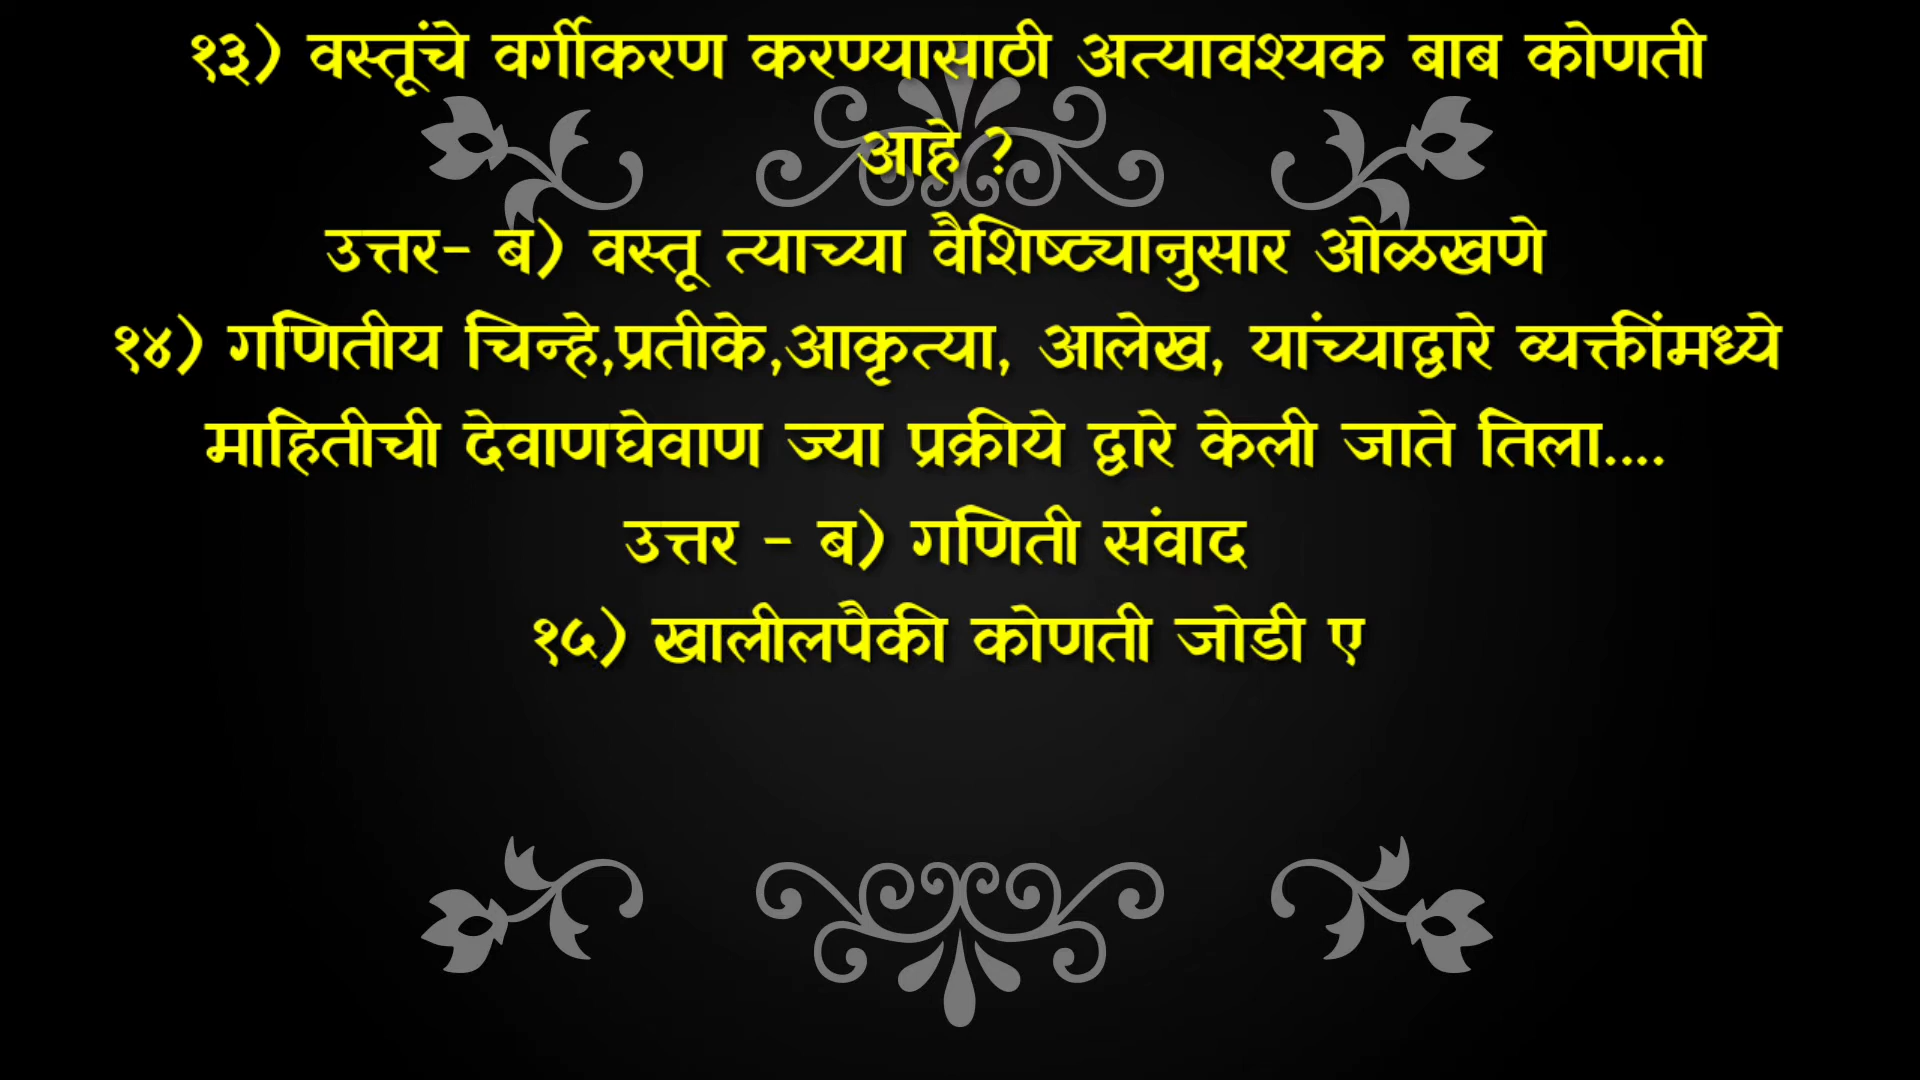 १३) वस्तूंचे वर्गीकरण करण्यासाठी अत्यावश्यक बाब कोणती
आहे ?
उत्तर- ब) वस्तू त्याच्या वैशिष्ट्यानुसार ओळखणे
१४) गणितीय चिन्हे,प्रतीके,आकृत्या, आलेख, यांच्याद्वारे व्यक्तींमध्ये
माहितीची देवाणघेवाण ज्या प्रक्रीये द्वारे केली जाते तिला....
उत्तर - ब) गणिती संवाद
१५) खालीलपैकी कोणती जोडी ए